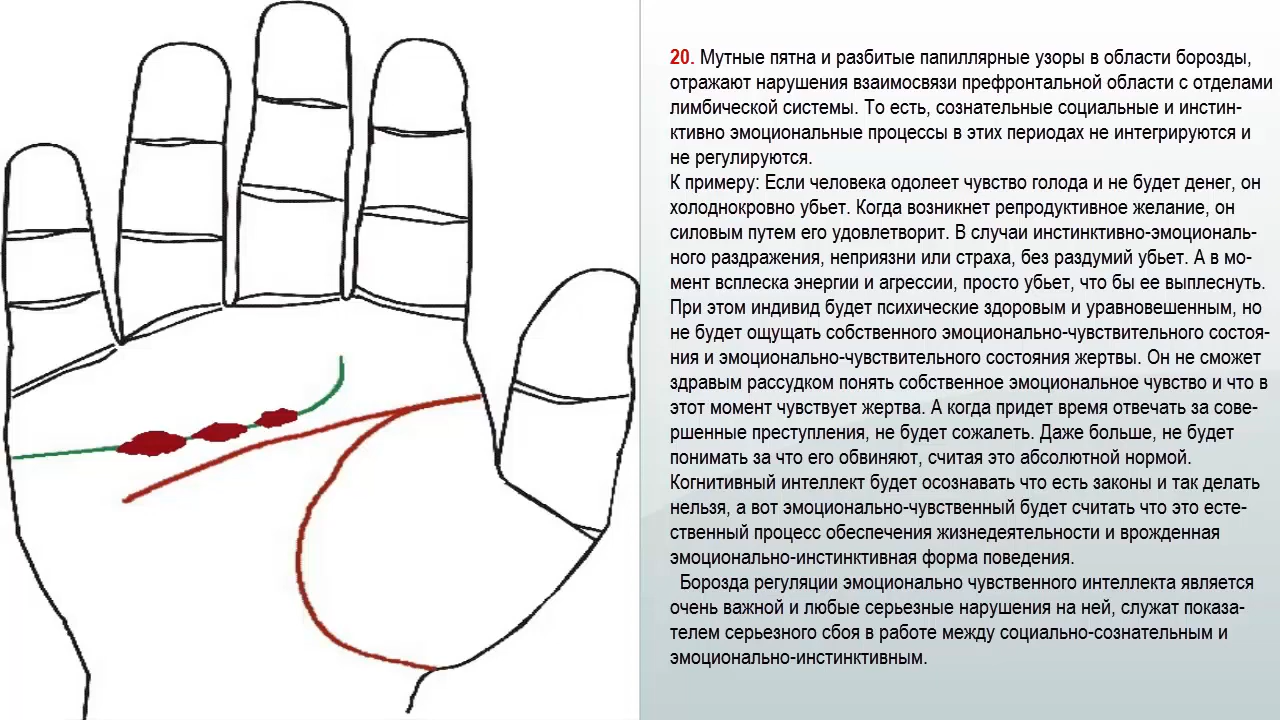 20. Мутные пятна и разбитые папиллярные узоры в области борозды,
отражают нарушения взаимосвязи префронтальной области с отделами
лимбической системы. То есть, сознательные социальные и инстин-
ктивно эмоциональные процессы в этих периодах не интегрируются и
не регулируются.
К примеру: Если человека одолеет чувство голода и не будет денег, он
холоднокровно убьет. Когда возникнет репродуктивное желание, он
силовым путем его удовлетворит. В случаи инстинктивно-эмоциональ-
ного раздражения, неприязни или страха, без раздумий убьет. А в мо-
мент всплеска энергии и агрессии, просто убьет, что бы ее выплеснуть.
При этом индивид будет психические здоровым и уравновешенным, но
не будет ощущать собственного эмоционально-чувствительного состоя-
ния и эмоционально-чувствительного состояния жертвы. Он не сможет
здравым рассудком понять собственное эмоциональное чувство и что в
этот момент чувствует жертва. А когда придет время отвечать за сове-
ршенные преступления, не будет сожалеть. Даже больше, не будет
понимать за что его обвиняют, считая это абсолютной нормой.
Когнитивный интеллект будет осознавать что есть законы и так делать
нельзя, а вот эмоционально-чувственный будет считать что это есте-
ственный процесс обеспечения жизнедеятельности и врожденная
эмоционально-инстинктивная форма поведения.
Борозда регуляции эмоционально чувственного интеллекта является
очень важной и любые серьезные нарушения на ней, служат показа-
телем серьезного сбоя в работе между социально-сознательным и
эмоционально-инстинктивным.